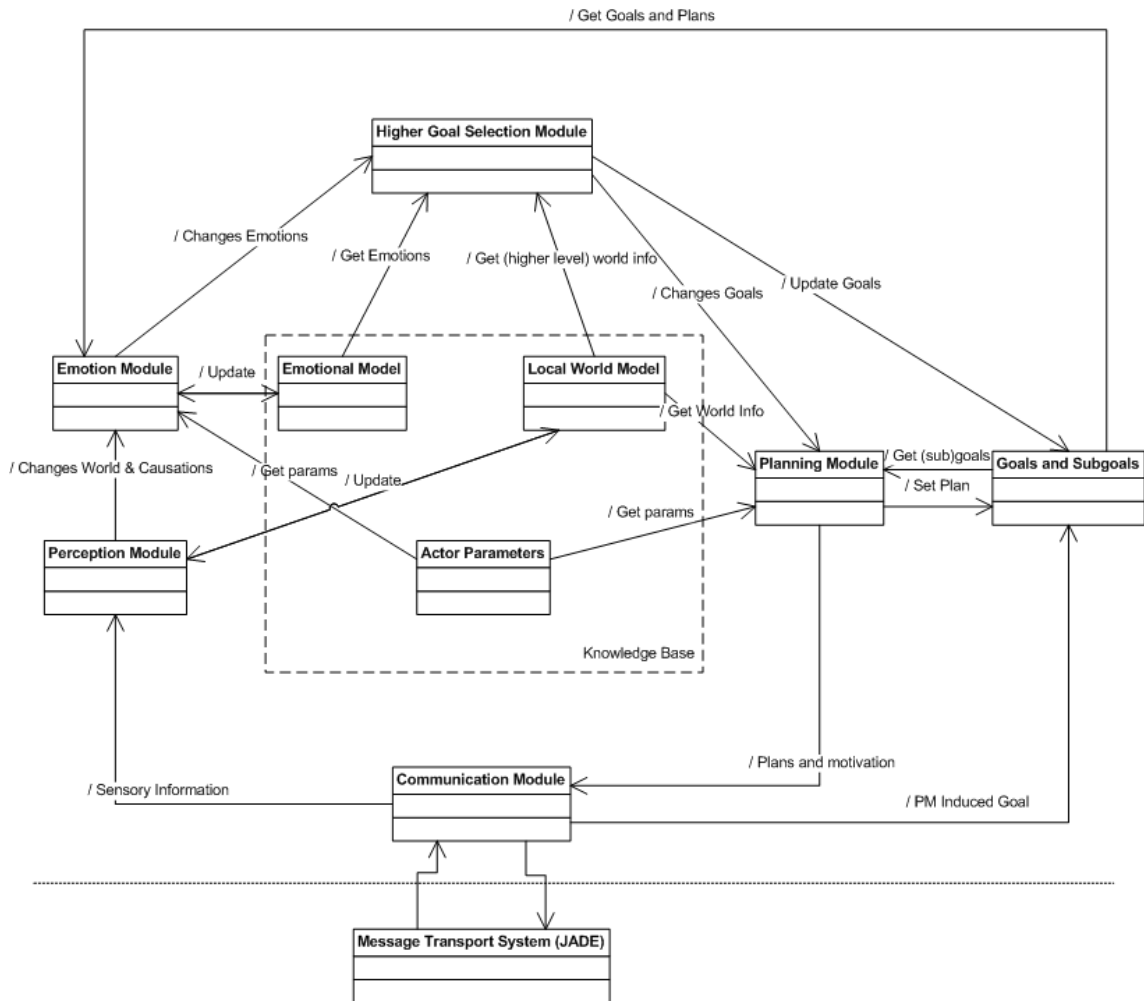 / Get Goals and Plans
Higher Goal Selection Module
/ Changes Emotions
/ Get Emotions
/ Get (higher level) world info
/ Changes Goals
/ Update Goals
Emotion Module
/ Update
Emotional Model
Local World Model
/ Get World Info
/ Changes World & Causations
/ Get params
/ Update
Planning Module
/ Get (sub)goals
Goals and Subgoals
/ Set Plan
/ Get params
Perception Module
Actor Parameters
Knowledge Base
/ Plans and motivation
/ Sensory Information
Communication Module
/ PM Induced Goal
Message Transport System (JADE)